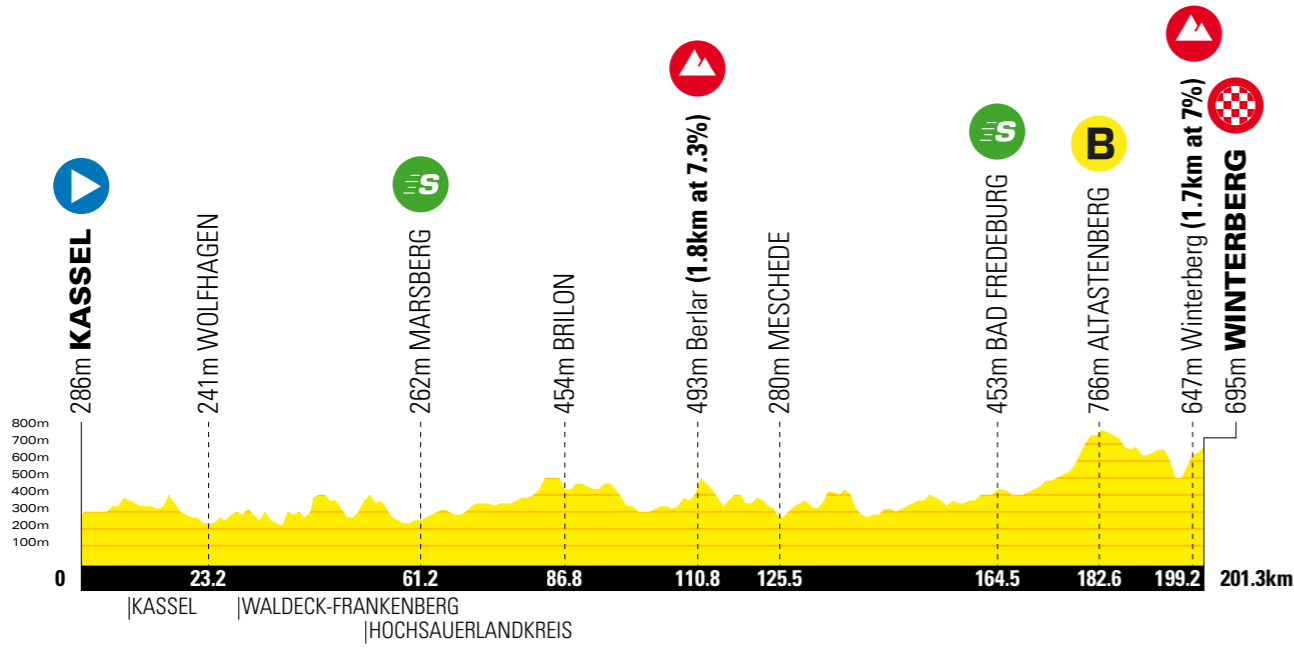 286m KASSEL
241m WOLFHAGEN
S
262m MARSBERG
454m BRILON
493m Berlar (1.8km at 7.3%)
280m MESCHEDE
S
453m BAD FREDEBURG
B
766m ALTASTENBERG
647m Winterberg (1.7km at 7%)
695m WINTERBERG
800m
700m
600m
500m
400m
300m
200m
100m
0 23.2 61.2 86.8 110.8 125.5 164.5 182.6 199.2 201.3km
|KASSEL |WALDECK-FRANKENBERG
|HOCHSAUERLANDKREIS